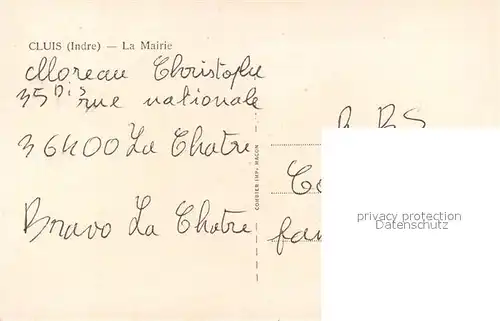 CLUIS (Indre) — La Mairie
Moreau Christophe
35 Bis rue nationale
36400 La Chatre
Bravo La Chatre
COMBIER IMP. MACON
R.B.S
privacy protection
Datenschutz